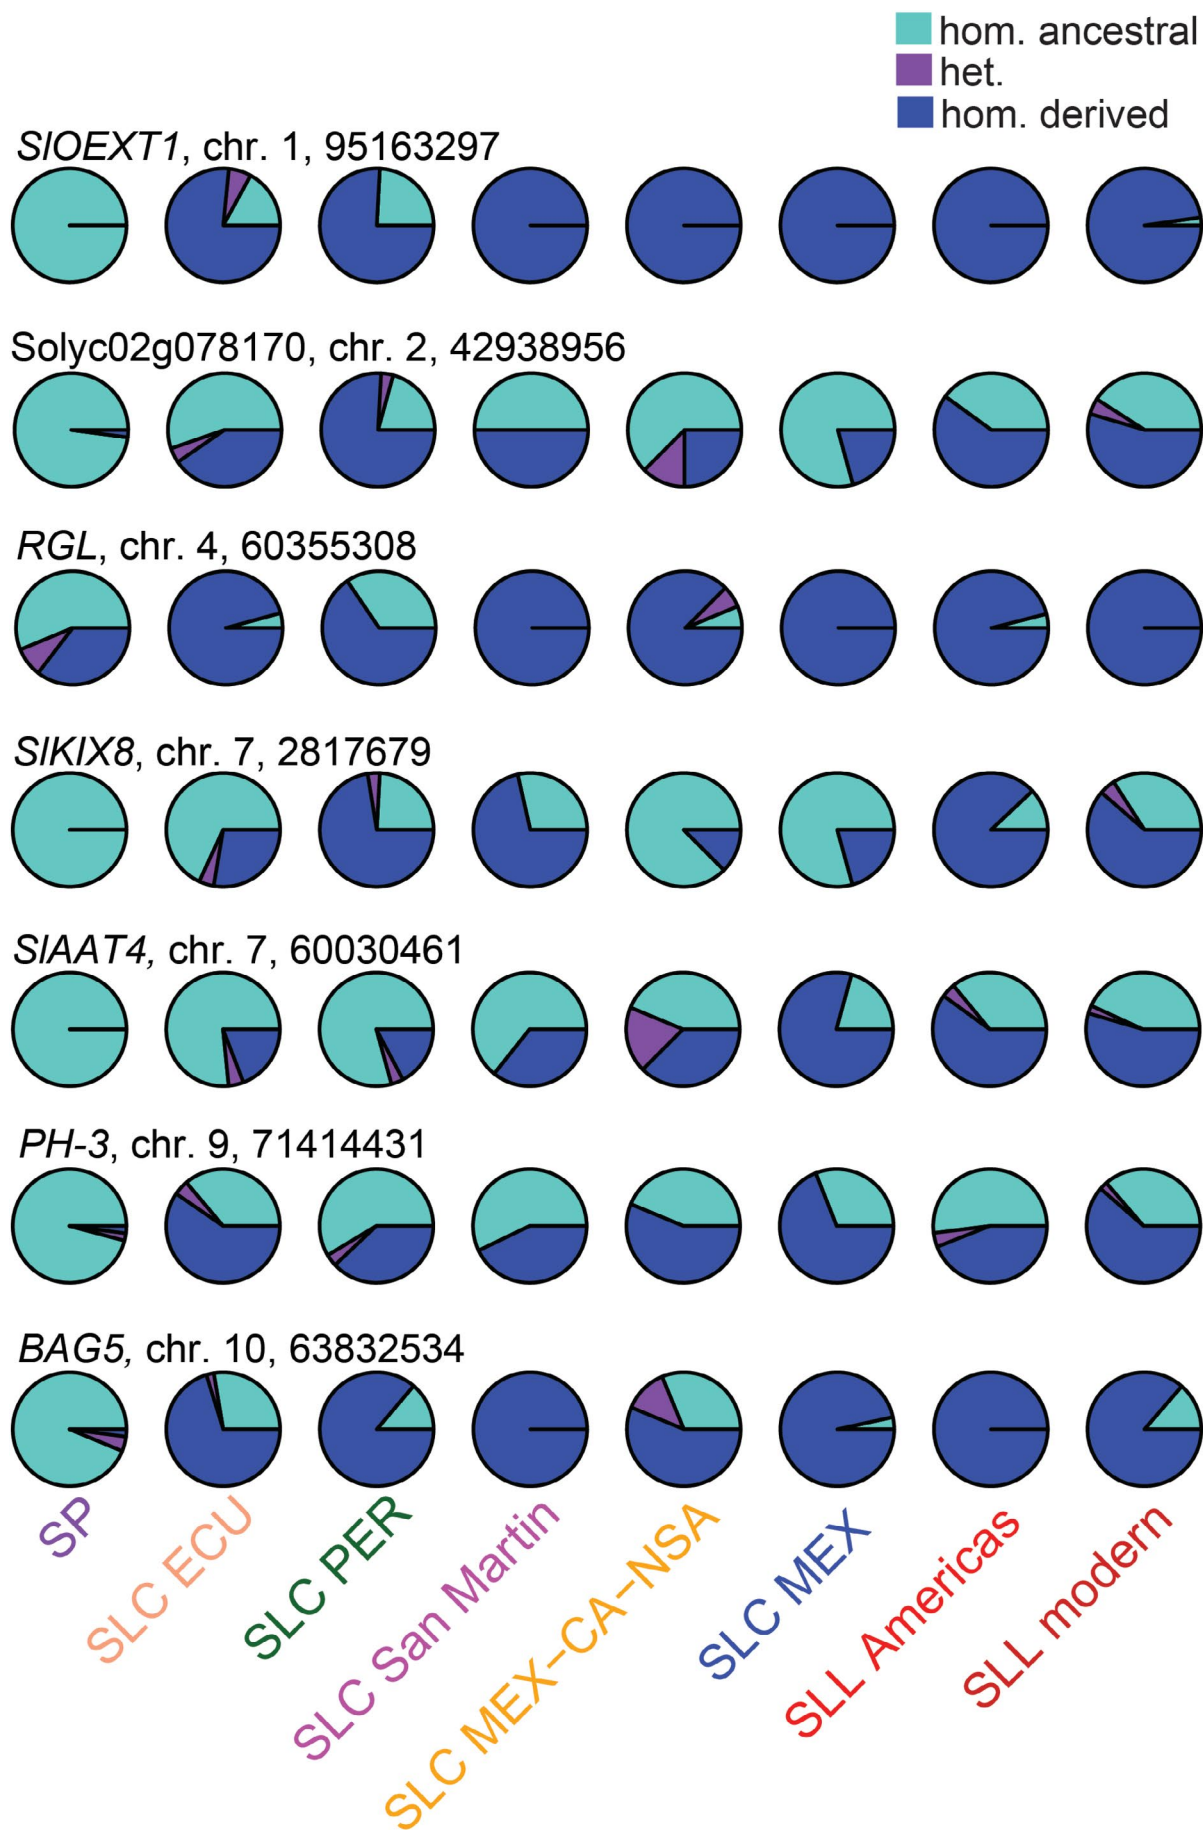 hom. ancestral
het.
hom. derived
SlOEXT1, chr. 1, 95163297
Solyc02g078170, chr. 2, 42938956
RGL, chr. 4, 60355308
SlKIX8, chr. 7, 2817679
SlAAT4, chr. 7, 60030461
PH-3, chr. 9, 71414431
BAG5, chr. 10, 63832534
SP
SLC ECU
SLC PER
SLC San Martin
SLC MEX−CA−NSA
SLC MEX
SLL Americas
SLL modern